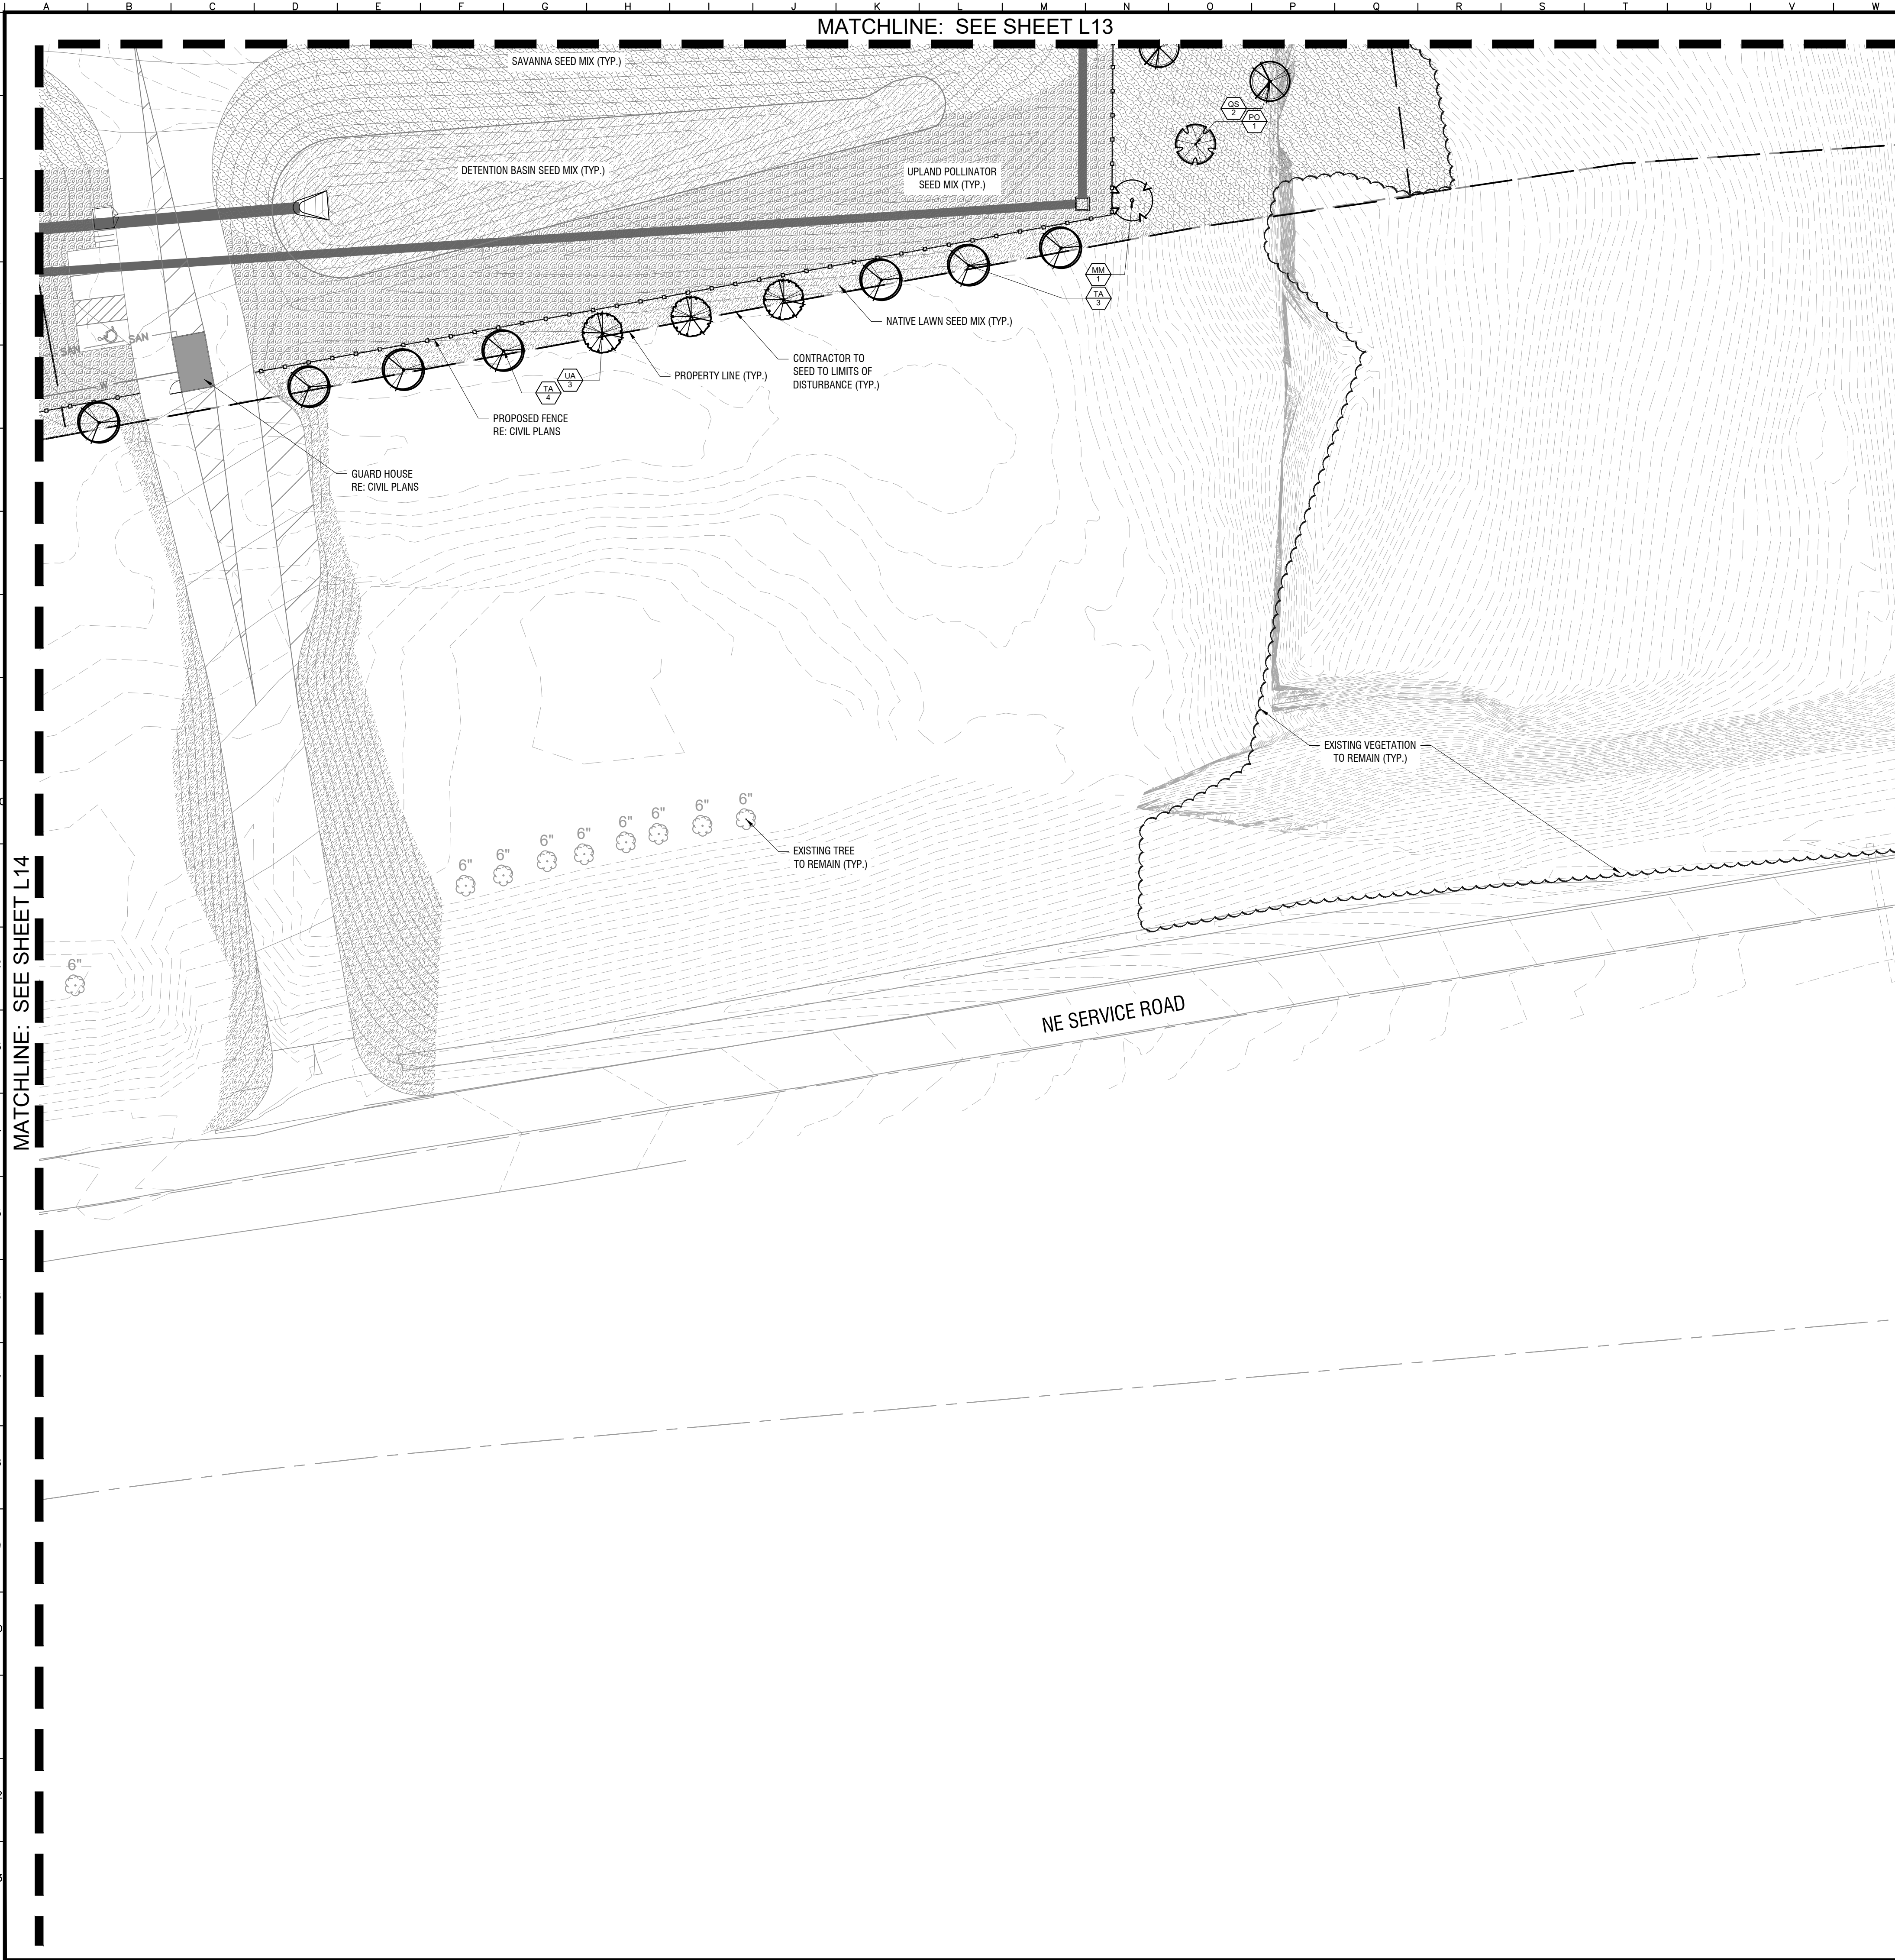 A B C D E F G H J K L M N O P Q R S T U V W
MATCHLINE: SEE SHEET L13
SAVANNA SEED MIX (TYP.)
QS
2
PO
1
DETENTION BASIN SEED MIX (TYP.)
UPLAND POLLINATOR
SEED MIX (TYP.)
MM
1
TA
3
NATIVE LAWN SEED MIX (TYP.)
SAN
SAN
W
CONTRACTOR TO
SEED TO LIMITS OF
DISTURBANCE (TYP.)
PROPERTY LINE (TYP.)
UA
3
TA
4
PROPOSED FENCE
RE: CIVIL PLANS
GUARD HOUSE
RE: CIVIL PLANS
EXISTING VEGETATION
TO REMAIN (TYP.)
6"
6"
6"
6"
6"
6"
6"
6"
EXISTING TREE
TO REMAIN (TYP.)
6"
MATCHLINE: SEE SHEET L14
NE SERVICE ROAD